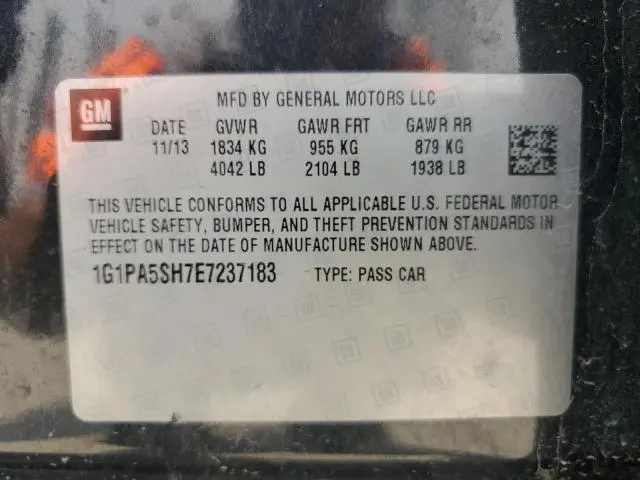 GM
MFD BY GENERAL MOTORS LLC
DATE GVWR GAWR FRT GAWR RR
11/13 1834 KG 955 KG 879 KG
4042 LB 2104 LB 1938 LB
THIS VEHICLE CONFORMS TO ALL APPLICABLE U.S. FEDERAL MOTOR
VEHICLE SAFETY, BUMPER, AND THEFT PREVENTION STANDARDS IN
EFFECT ON THE DATE OF MANUFACTURE SHOWN ABOVE.
1G1PA5SH7E7237183 TYPE: PASS CAR